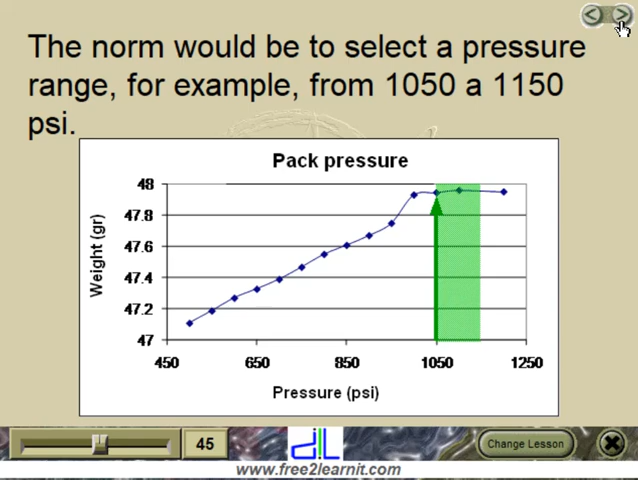 The norm would be to select a pressure
range, for example, from 1050 a 1150
psi.
Pack pressure
48
47.8
47.6
47.4
47.2
47
Weight (gr)
450 650 850 1050 1250
Pressure (psi)
45
dL
Change Lesson
www.free2learnit.com